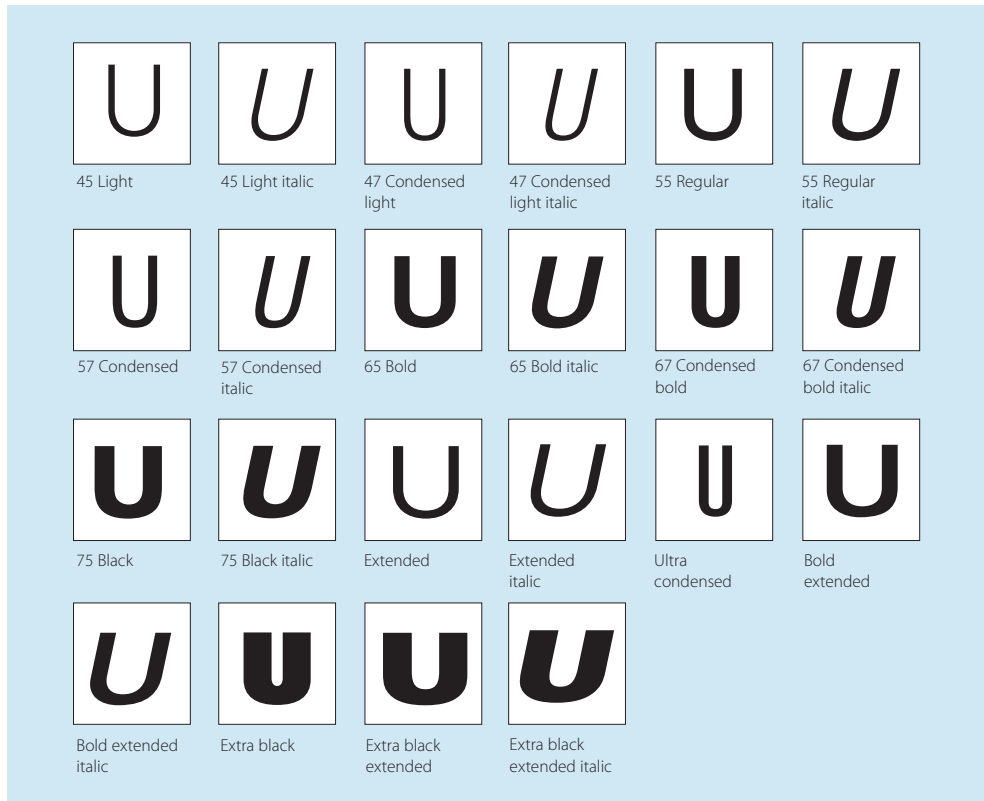 U U U U U U
45 Light 45 Light italic 47 Condensed 47 Condensed 55 Regular 55 Regular
light light italic italic
U U U U U U
57 Condensed 57 Condensed 65 Bold 65 Bold italic 67 Condensed 67 Condensed
italic bold bold italic
U U U U U U
75 Black 75 Black italic Extended Extended Ultra Bold
italic condensed extended
U U U U
Bold extended Extra black Extra black Extra black
italic extended extended italic